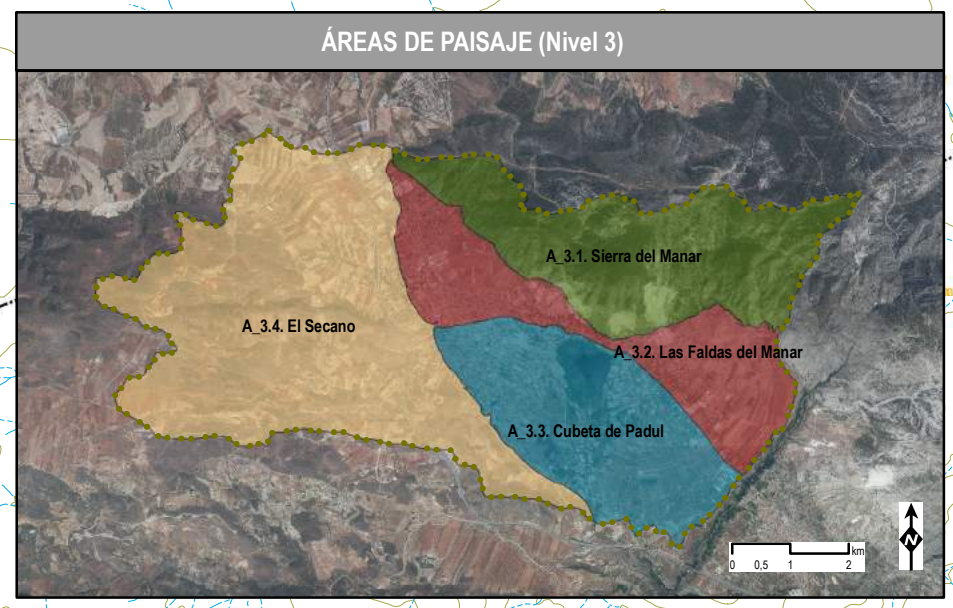 ÁREAS DE PAISAJE (Nivel 3)
A_3.1. Sierra del Manar
A_3.4. El Secano
A_3.2. Las Faldas del Manar
A_3.3. Cubeta de Padul
km
0 0,5 1 2
N